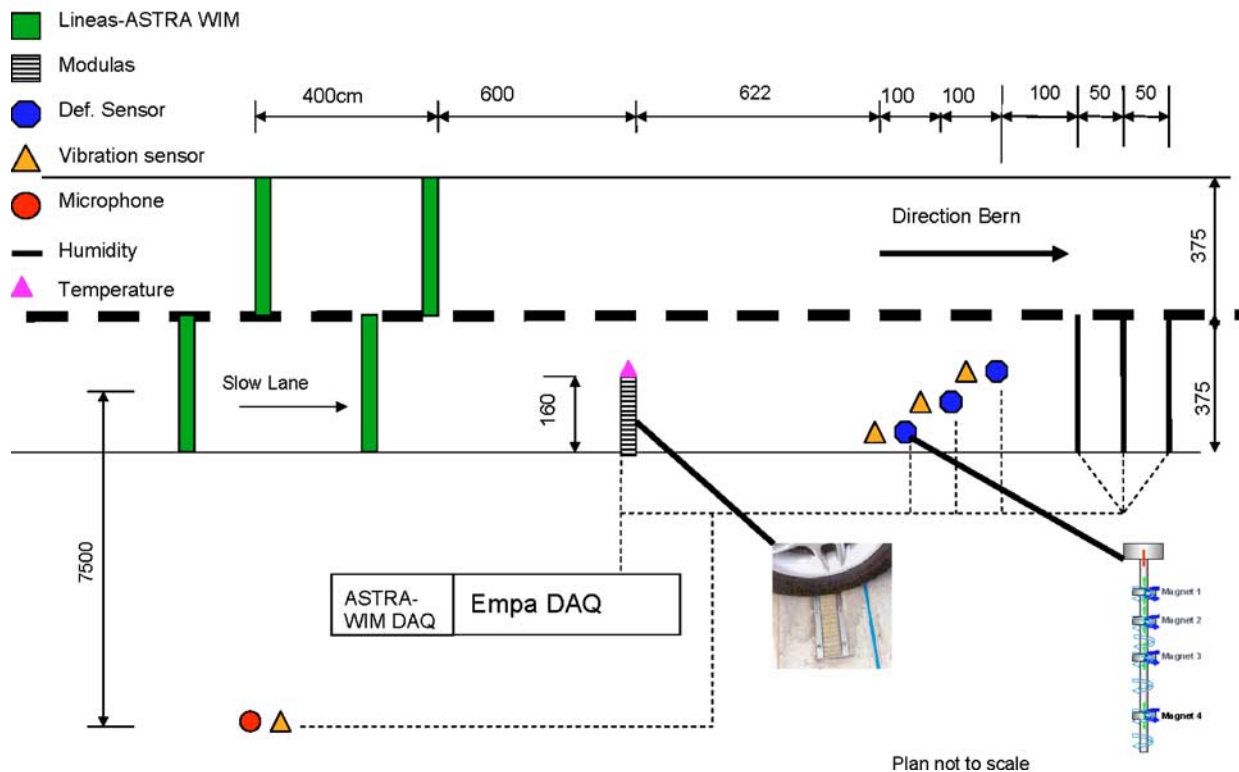 Lineas-ASTRA WIM
Modulas
Def. Sensor
Vibration sensor
Microphone
Humidity
Temperature
400cm
600
622
100
100
100
50
50
Direction Bern
375
375
Slow Lane
160
7500
ASTRA-
WIM DAQ
Empa DAQ
Magnet 1
Magnet 2
Magnet 3
Magnet 4
Plan not to scale